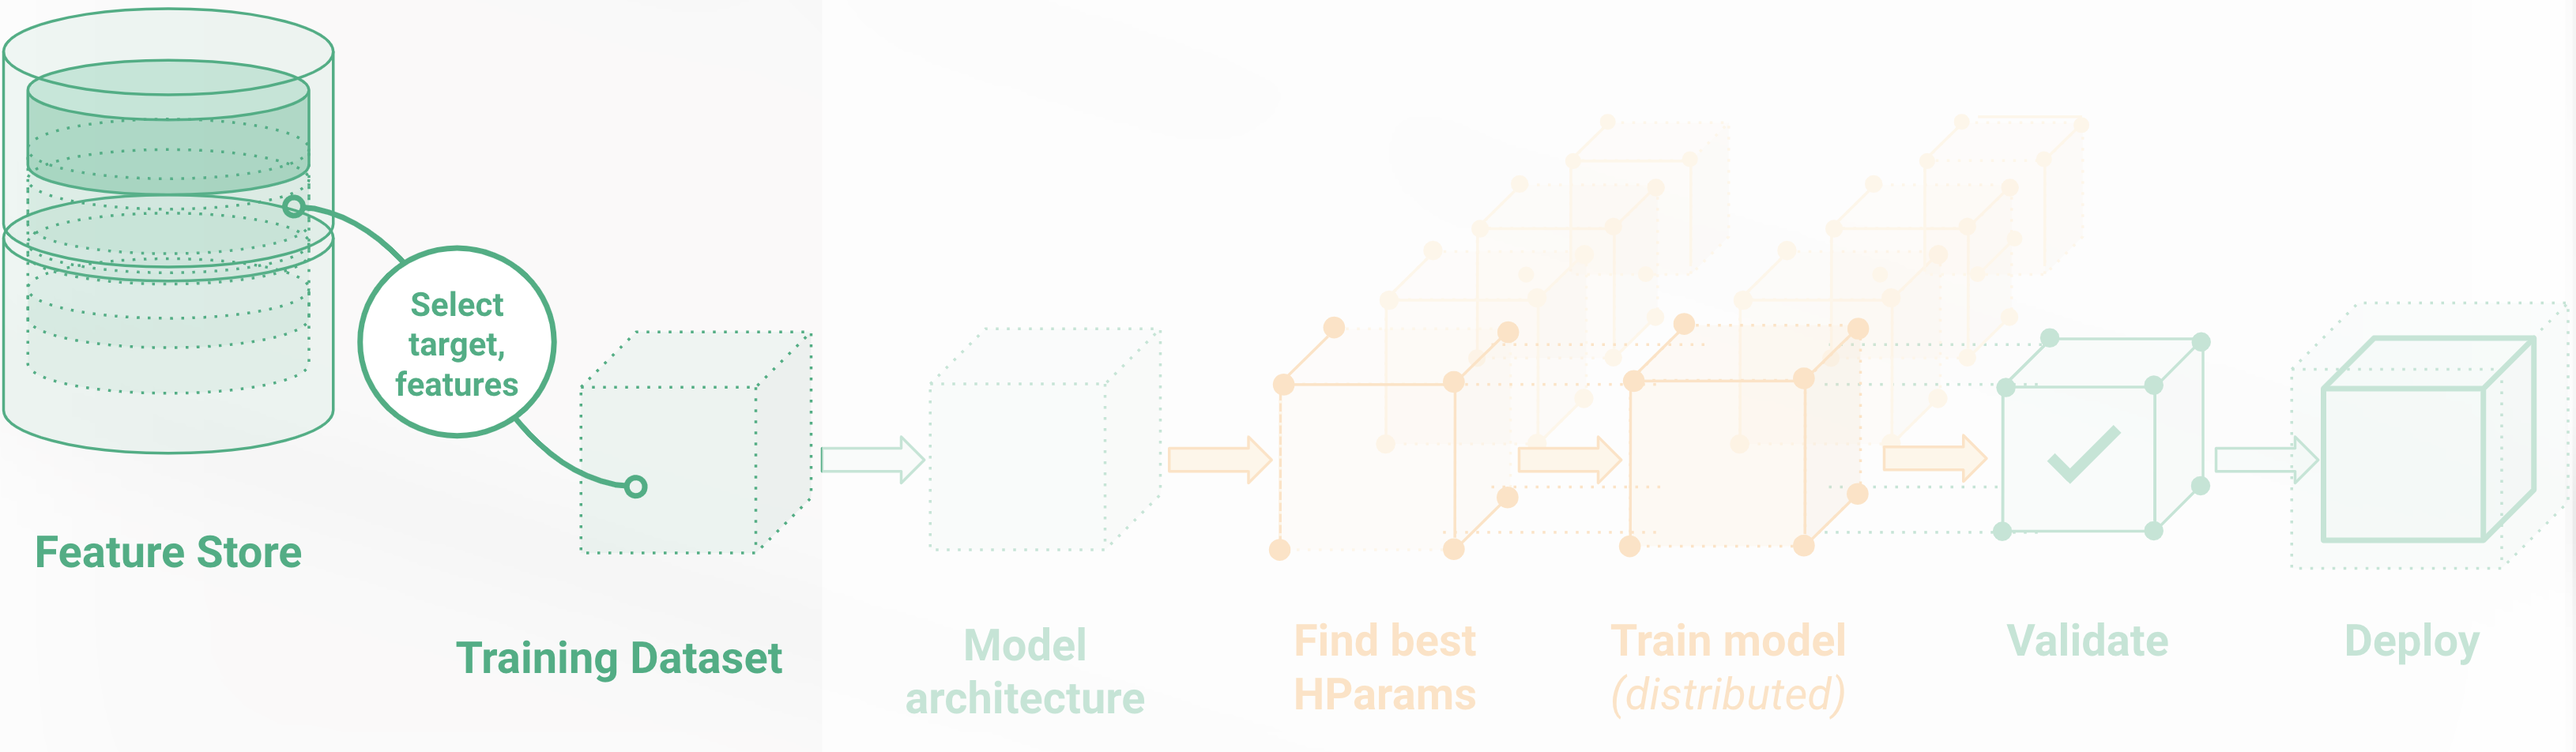 Select
target,
features
Feature Store
Training Dataset
Model
architecture
Find best
HParams
Train model
(distributed)
Validate
Deploy